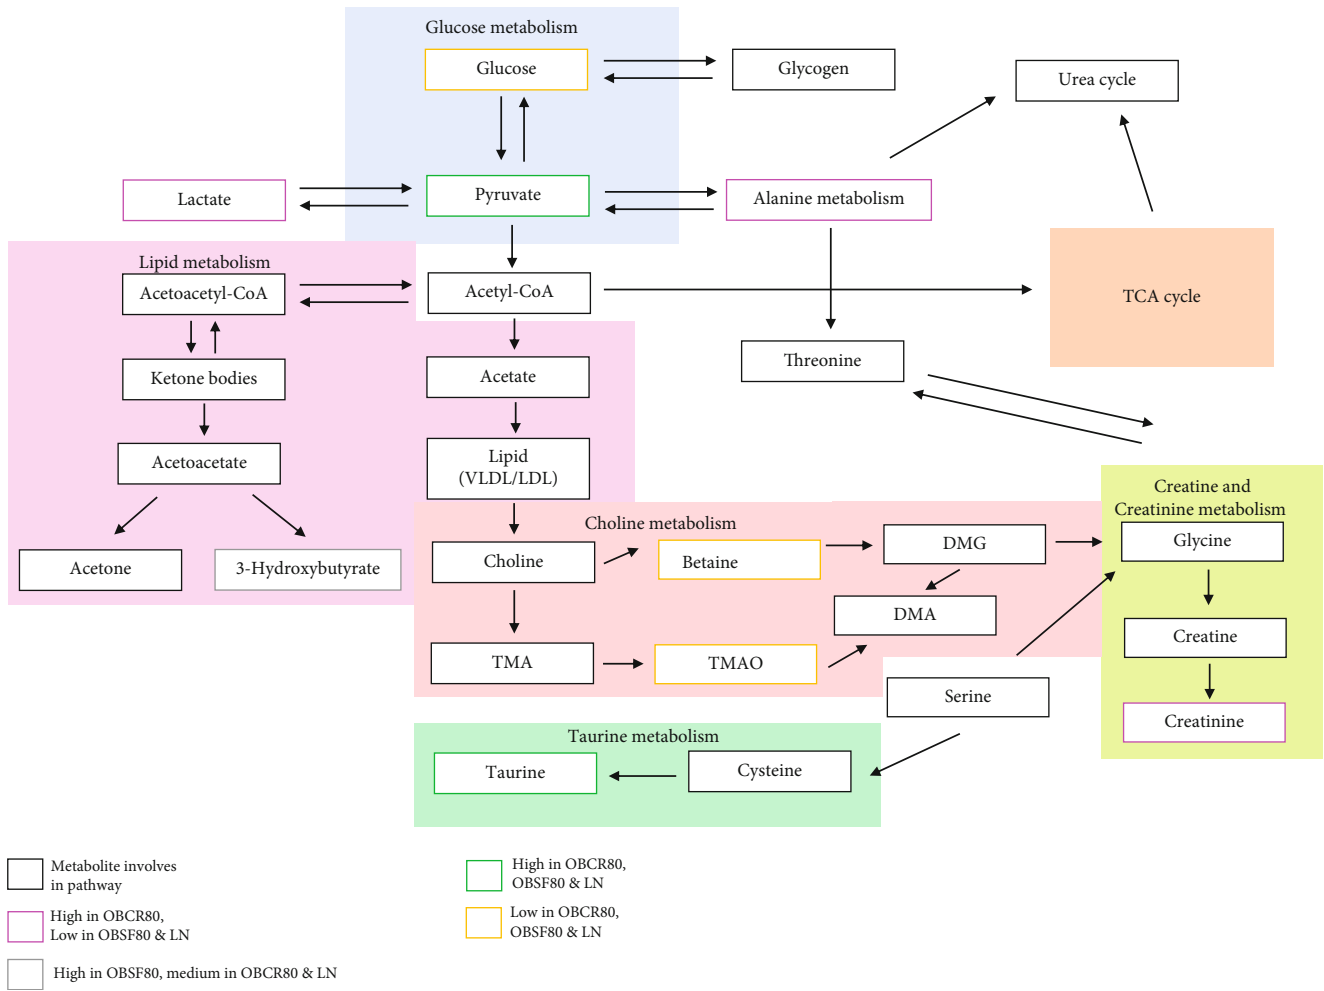 Glucose metabolism
Glucose
Glycogen
Urea cycle
Lactate
Pyruvate
Alanine metabolism
Lipid metabolism
Acetoacetyl-CoA
Acetyl-CoA
TCA cycle
Threonine
Ketone bodies
Acetate
Acetoacetate
Lipid
(VLDL/LDL)
Acetone
3-Hydroxybutyrate
Choline metabolism
Choline
Betaine
DMG
DMA
TMA
TMAO
Creatine and
Creatinine metabolism
Glycine
Creatine
Creatinine
Serine
Taurine metabolism
Taurine
Cysteine
Metabolite involves
in pathway
High in OBCR80,
Low in OBSF80 & LN
High in OBSF80, medium in OBCR80 & LN
High in OBCR80,
OBSF80 & LN
Low in OBCR80,
OBSF80 & LN